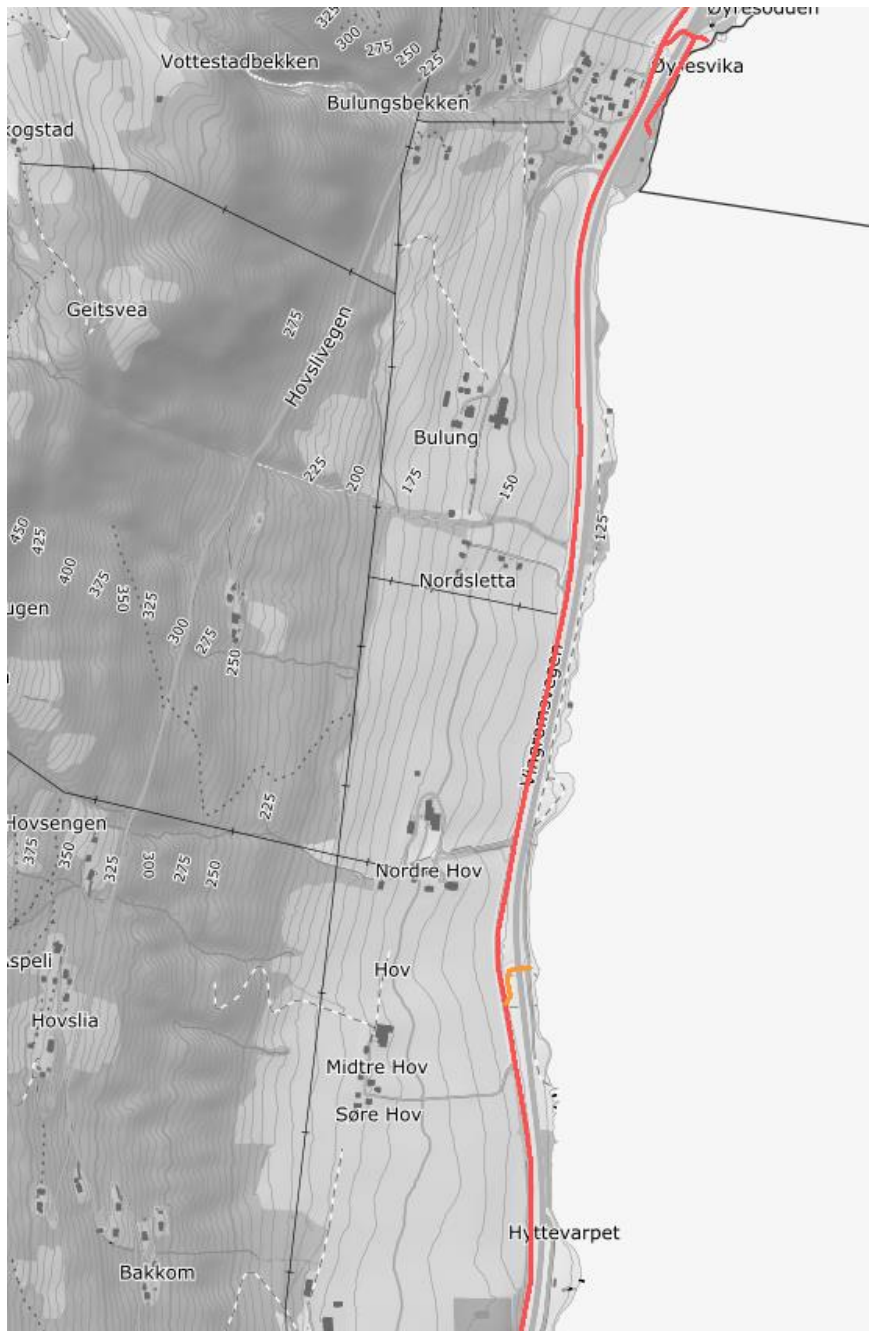 Øyresodden
325
300
275
250
225
Vottestadbekken
Øyresvika
Bulungsbekken
kogstad
Geitsvea
275
Hovslivegen
Bulung
225
200
175
150
450
425
125
400
375
350
325
Nordsletta
ugen
300
275
250
Vingromsvegen
225
Hovsengen
375
350
325
300
275
250
Nordre Hov
Aspeli
Hov
Hovslia
Midtre Hov
Søre Hov
Hyttevarpet
Bakkom